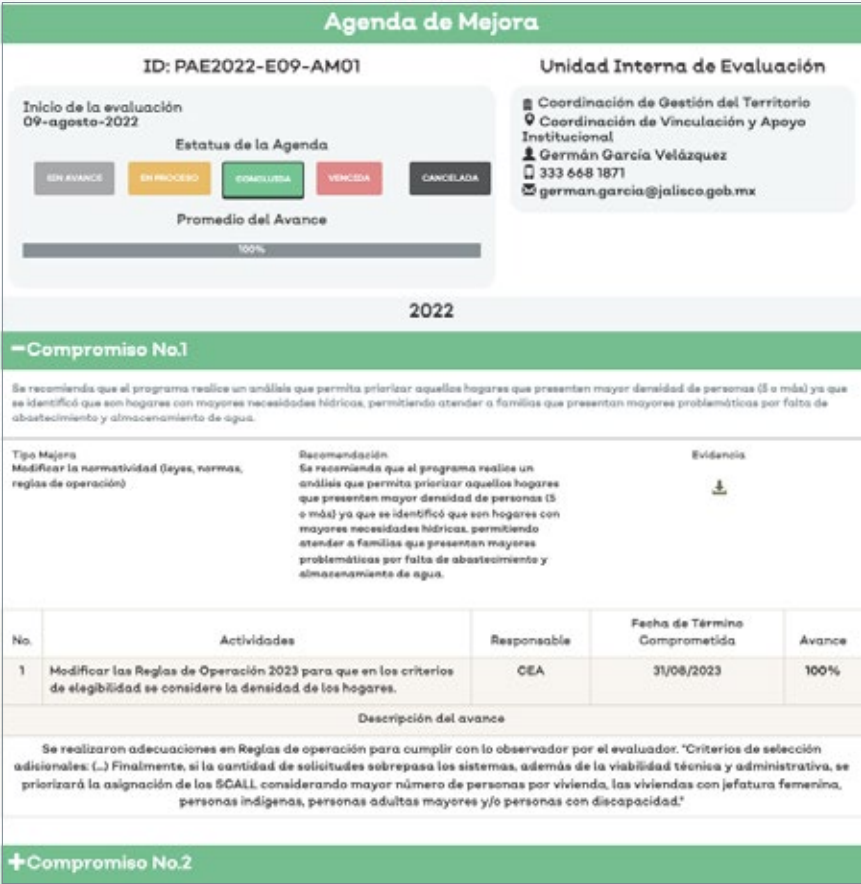 Agenda de Mejora
ID: PAE2022-E09-AM01
Inicio de la evaluación
09-agosto-2022
Estatus de la Agenda
SIN AVANCE
EN PROCESO
CONCLUIDA
VENCIDA
CANCELADA
Promedio del Avance
100%
Unidad Interna de Evaluación
Coordinación de Gestión del Territorio
Coordinación de Vinculación y Apoyo
Institucional
Germán García Velázquez
333 668 1871
german.garcia@jalisco.gob.mx
2022
−Compromiso No.1
Se recomienda que el programa realice un análisis que permita priorizar aquellos hogares que presenten mayor densidad de personas (5 o más) ya que
se identificó que son hogares con mayores necesidades hídricas, permitiendo atender a familias que presentan mayores problemáticas por falta de
abastecimiento y almacenamiento de agua.
Tipo Mejora
Modificar la normatividad (leyes, normas,
reglas de operación)
Recomendación
Se recomienda que el programa realice un
análisis que permita priorizar aquellos hogares
que presenten mayor densidad de personas (5
o más) ya que se identificó que son hogares con
mayores necesidades hídricas, permitiendo
atender a familias que presentan mayores
problemáticas por falta de abastecimiento y
almacenamiento de agua.
Evidencia
No. Actividades Responsable Fecha de Término Comprometida Avance
1 Modificar las Reglas de Operación 2023 para que en los criterios
de elegibilidad se considere la densidad de los hogares.
CEA 31/08/2023 100%
Descripción del avance
Se realizaron adecuaciones en Reglas de operación para cumplir con lo observador por el evaluador. "Criterios de selección
adicionales: (...) Finalmente, si la cantidad de solicitudes sobrepasa los sistemas, además de la viabilidad técnica y administrativa, se
priorizará la asignación de los SCALL considerando mayor número de personas por vivienda, las viviendas con jefatura femenina,
personas indígenas, personas adultas mayores y/o personas con discapacidad."
+Compromiso No.2